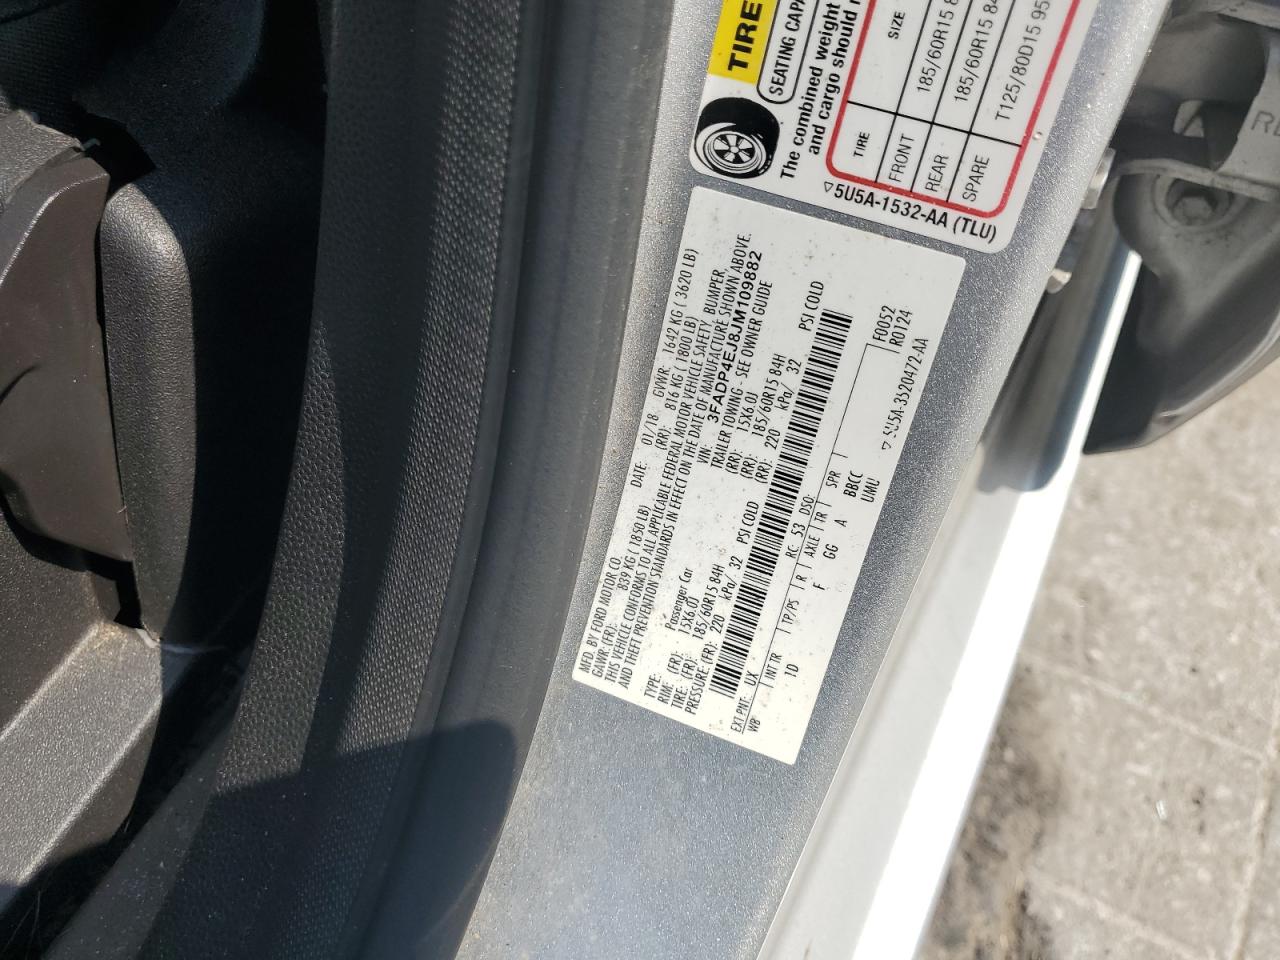 TIRE
SEATING CAPA
The combined weight
and cargo should n
TIRE SIZE
FRONT 185/60R15 8
REAR 185/60R15 84
SPARE T125/80D15 95
▽5U5A-1532-AA (TLU)
MFD. BY FORD MOTOR CO. DATE: 01/18 GVWR: 1642 KG ( 3620 LB)
GAWR:(FR): 839 KG ( 1850 LB) (RR): 816 KG ( 1800 LB)
THIS VEHICLE CONFORMS TO ALL APPLICABLE FEDERAL MOTOR VEHICLE SAFETY, BUMPER,
AND THEFT PREVENTION STANDARDS IN EFFECT ON THE DATE OF MANUFACTURE SHOWN ABOVE.
VIN: 3FADP4EJ8JM109882
TYPE: Passenger Car TRAILER TOWING - SEE OWNER GUIDE
RIM: (FR): 15X6.0J (RR): 15X6.0J
TIRE: (FR): 185/60R15 84H (RR): 185/60R15 84H
PRESSURE:(FR): 220 kPa/ 32 PSI COLD (RR): 220 kPa/ 32 PSI COLD
EXT PNT: UX RC: 53 DSO: F0052
WB INT TR TP/PS R AXLE TR SPR R0124
1D F GG A BBCC
UMU
▽ 5U5A-3520472-AA